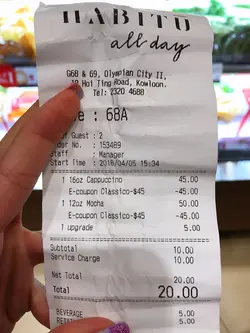 HABITU
all day
G68 & 69, Olympian City II,
Hoi Ting Road, Kowloon.
Tel: 2320 4688
: 68A
Guest : 2
No. : 153489
Staff : Manager
Start Time : 2018/04/05 15:34
1 16oz Cappuccino 45.00
E-coupon Classico-$45 -45.00
1 12oz Mocha 50.00
E-coupon Classico-$45 -45.00
1 upgrade 5.00
Subtotal 10.00
Service Charge 10.00
Net Total 20.00
Total 20.00
BEVERAGE 5.00
5.00